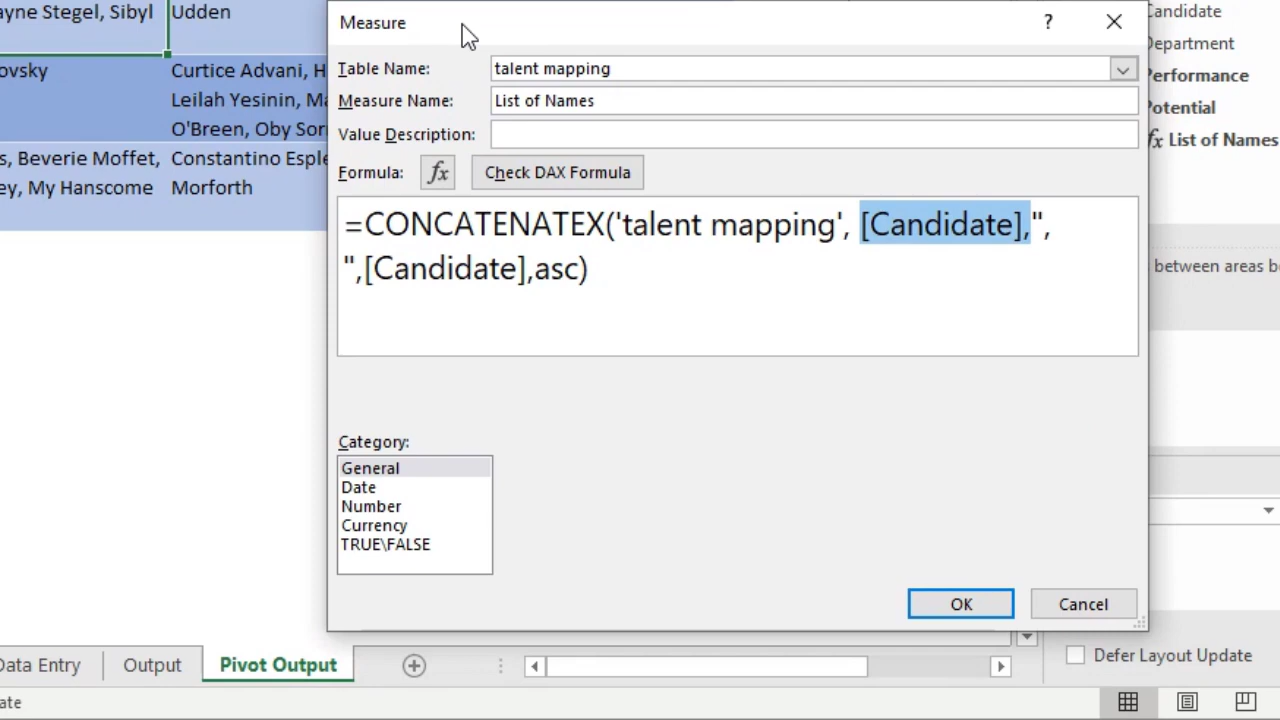 ayne Stegel, Sibyl
Udden
ovsky
Curtice Advani, H
Leilah Yesinin, Ma
O'Breen, Oby Sor
s, Beverie Moffet,
Constantino Esple
ey, My Hanscome
Morforth
Measure
?
Table Name:
talent mapping
Measure Name:
List of Names
Value Description:
Formula:
fx
Check DAX Formula
=CONCATENATEX('talent mapping', [Candidate],",
",[Candidate],asc)
Category:
General
Date
Number
Currency
TRUE\FALSE
OK
Cancel
Candidate
Department
Performance
Potential
fx List of Names
between areas be
Data Entry
Output
Pivot Output
Defer Layout Update
ate